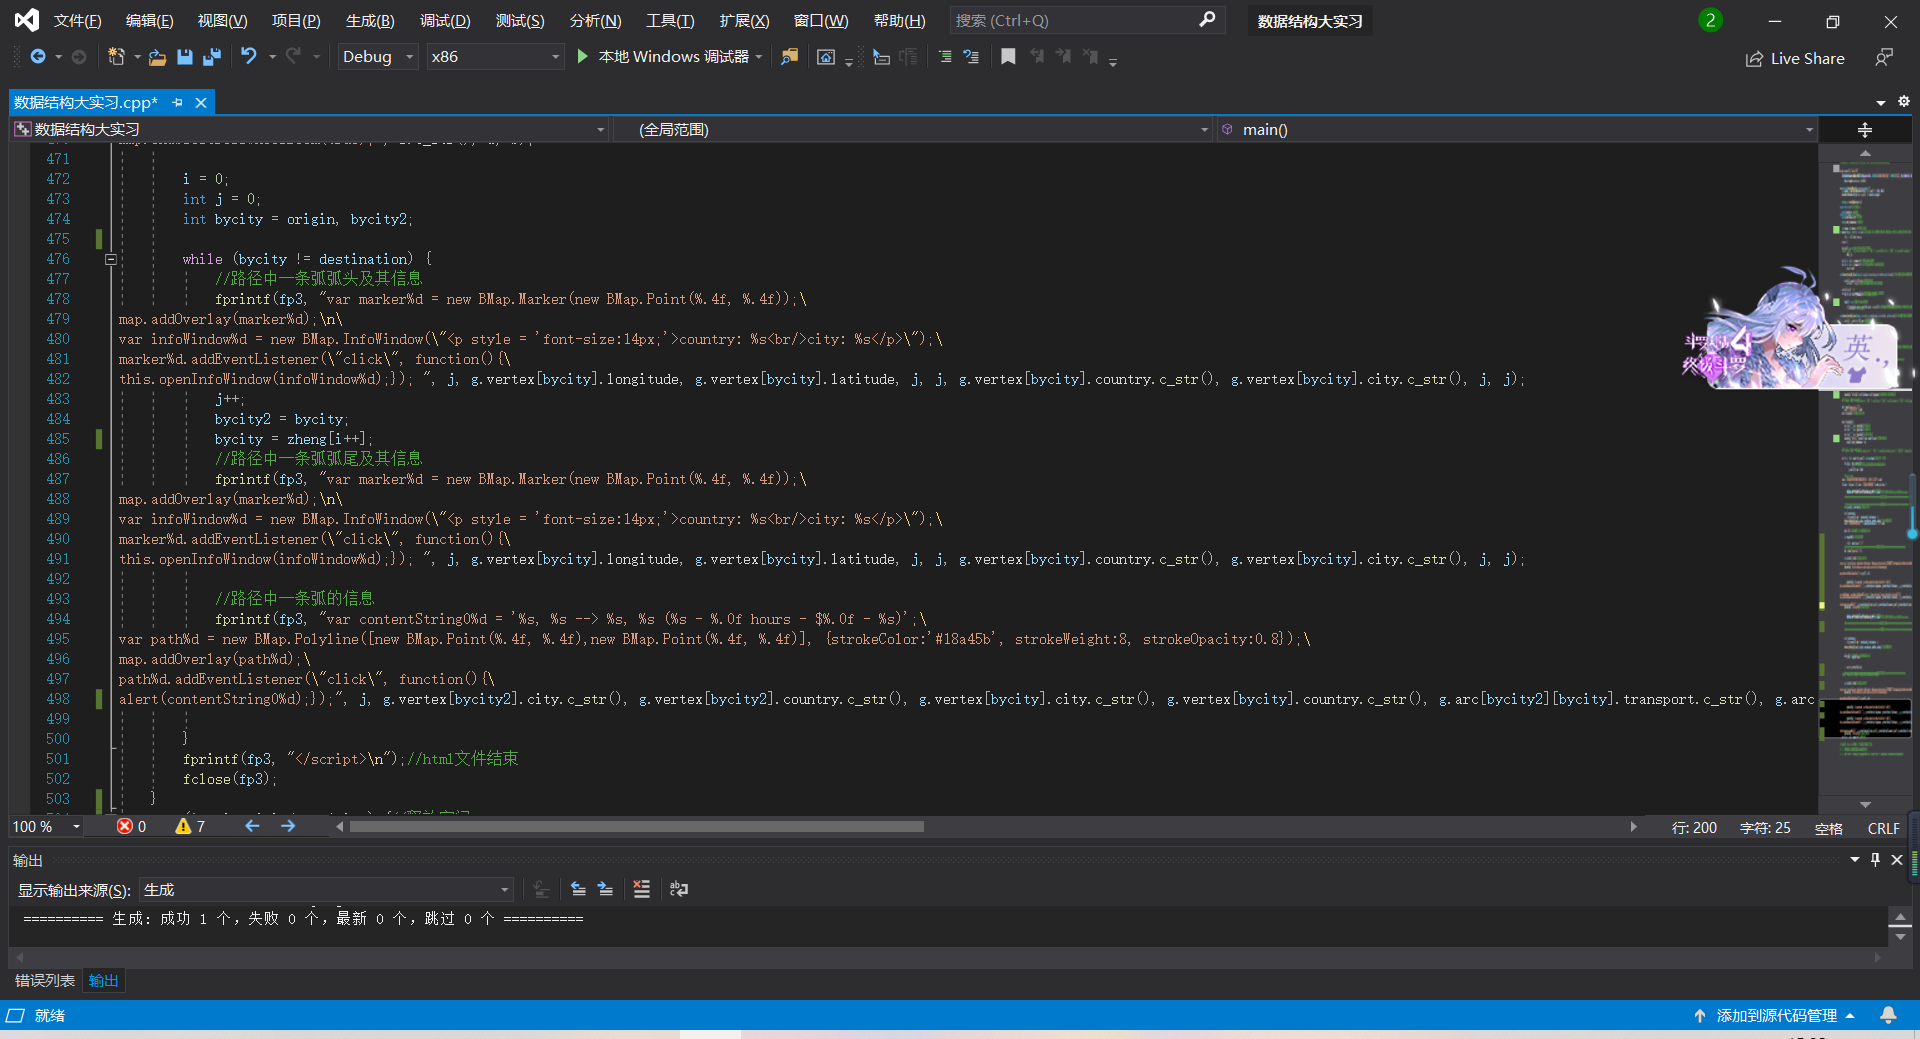 文件(F) 编辑(E) 视图(V) 项目(P) 生成(B) 调试(D) 测试(S) 分析(N) 工具(T) 扩展(X) 窗口(W) 帮助(H) 搜索 (Ctrl+Q) 数据结构大实习 2
Debug x86 本地 Windows 调试器 Live Share
数据结构大实习.cpp*
数据结构大实习 (全局范围) main()
471
472 i = 0;
473 int j = 0;
474 int bycity = origin, bycity2;
475
476 while (bycity != destination) {
477 //路径中一条弧弧头及其信息
478 fprintf(fp3, "var marker%d = new BMap.Marker(new BMap.Point(%.4f, %.4f));\
479 map.addOverlay(marker%d);\n\
480 var infoWindow%d = new BMap.InfoWindow(\"<p style = 'font-size:14px;'>country: %s<br/>city: %s</p>\");\
481 marker%d.addEventListener(\"click\", function(){\
482 this.openInfoWindow(infoWindow%d);}); ", j, g.vertex[bycity].longitude, g.vertex[bycity].latitude, j, j, g.vertex[bycity].country.c_str(), g.vertex[bycity].city.c_str(), j, j);
483 j++;
484 bycity2 = bycity;
485 bycity = zheng[i++];
486 //路径中一条弧弧尾及其信息
487 fprintf(fp3, "var marker%d = new BMap.Marker(new BMap.Point(%.4f, %.4f));\
488 map.addOverlay(marker%d);\n\
489 var infoWindow%d = new BMap.InfoWindow(\"<p style = 'font-size:14px;'>country: %s<br/>city: %s</p>\");\
490 marker%d.addEventListener(\"click\", function(){\
491 this.openInfoWindow(infoWindow%d);}); ", j, g.vertex[bycity].longitude, g.vertex[bycity].latitude, j, j, g.vertex[bycity].country.c_str(), g.vertex[bycity].city.c_str(), j, j);
492
493 //路径中一条弧的信息
494 fprintf(fp3, "var contentString0%d = '%s, %s --> %s, %s (%s - %.0f hours - $%.0f - %s)';\
495 var path%d = new BMap.Polyline([new BMap.Point(%.4f, %.4f),new BMap.Point(%.4f, %.4f)], {strokeColor:'#18a45b', strokeWeight:8, strokeOpacity:0.8});\
496 map.addOverlay(path%d);\
497 path%d.addEventListener(\"click\", function(){\
498 alert(contentString0%d);});", j, g.vertex[bycity2].city.c_str(), g.vertex[bycity2].country.c_str(), g.vertex[bycity].city.c_str(), g.vertex[bycity].country.c_str(), g.arc[bycity2][bycity].transport.c_str(), g.arc
499
500 }
501 fprintf(fp3, "</script>\n");//html文件结束
502 fclose(fp3);
503 }
英
4
终极斗罗
100 % 0 7 行: 200 字符: 25 空格 CRLF
输出
显示输出来源(S): 生成
========== 生成: 成功 1 个，失败 0 个，最新 0 个，跳过 0 个 ==========
错误列表 输出
就绪 添加到源代码管理